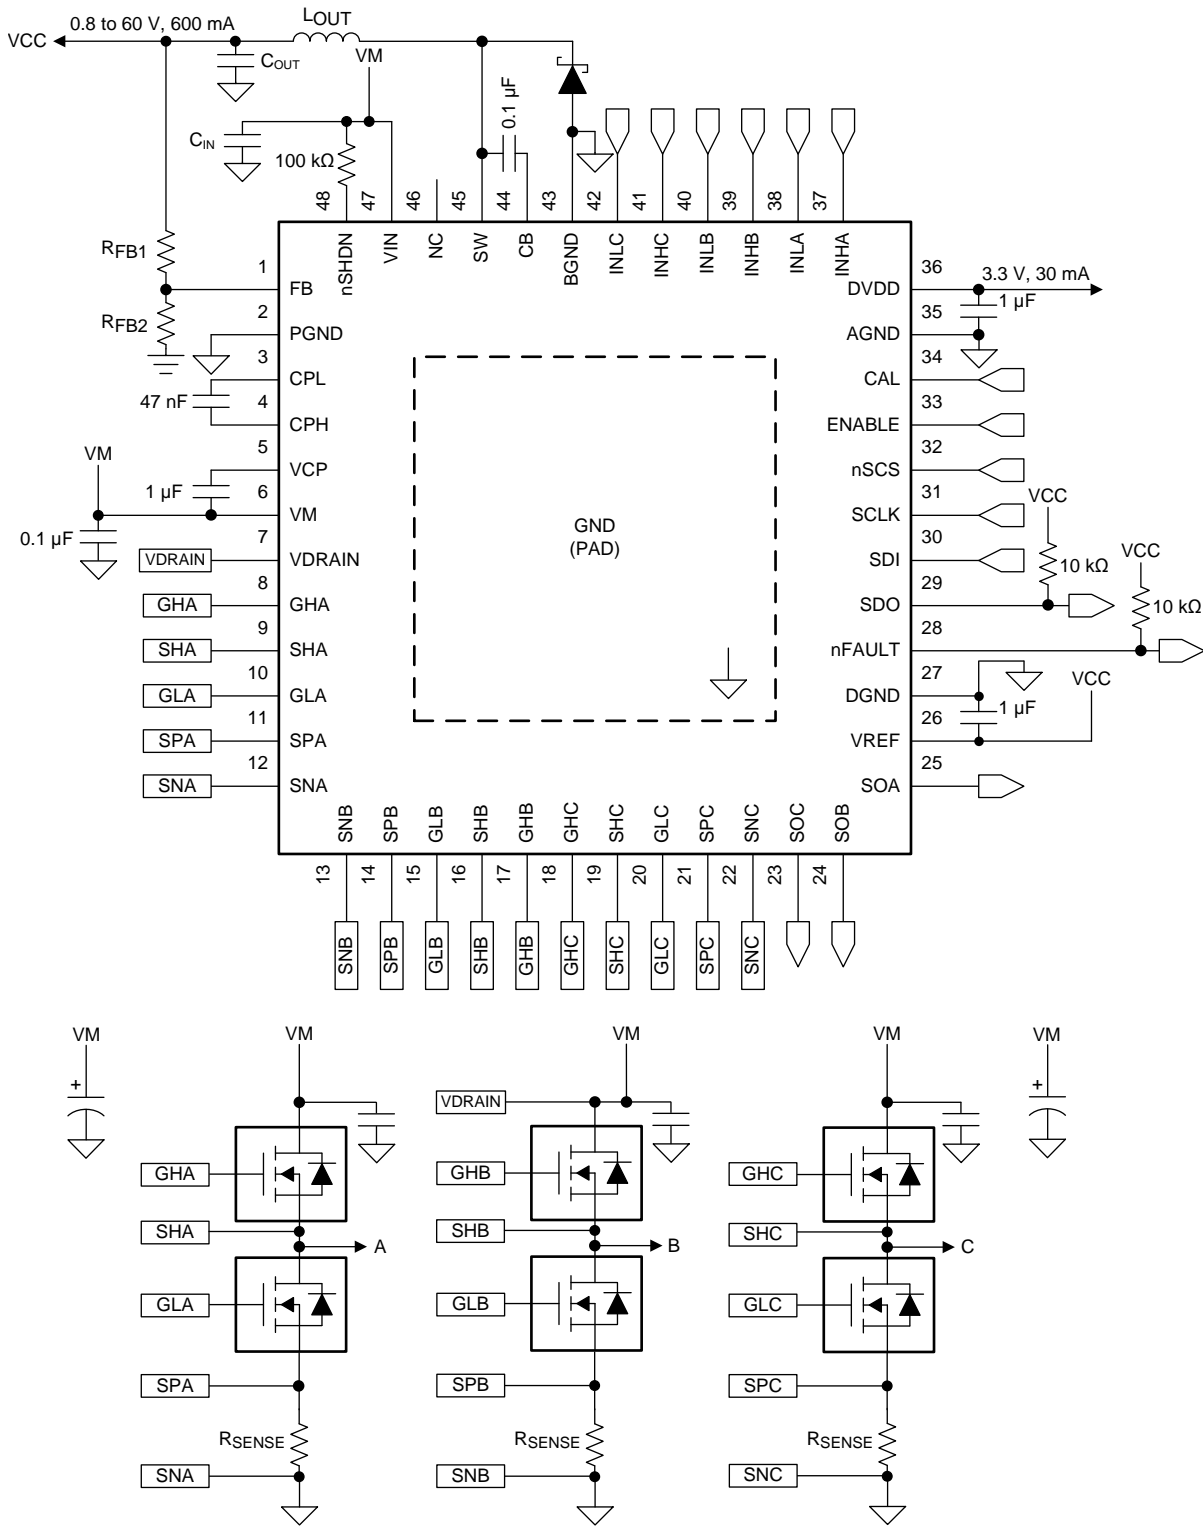 0.8 to 60 V, 600 mA
LOUT
VCC
VM
COUT
0.1 µF
CIN
100 kΩ
48
47
46
45
44
43
42
41
40
39
38
37
nSHDN
VIN
NC
SW
CB
BGND
INLC
INHC
INLB
INHB
INLA
INHA
RFB1
RFB2
1
FB
2
PGND
3
CPL
47 nF
4
CPH
5
VCP
VM
1 µF
6
VM
0.1 µF
7
VDRAIN
VDRAIN
8
GHA
GHA
9
SHA
SHA
10
GLA
GLA
11
SPA
SPA
12
SNA
SNA
GND
(PAD)
36
DVDD
3.3 V, 30 mA
1 µF
35
AGND
34
CAL
33
ENABLE
32
nSCS
31
SCLK
VCC
30
SDI
10 kΩ
VCC
29
SDO
10 kΩ
28
nFAULT
27
DGND
VCC
1 µF
26
VREF
25
SOA
SNB
SPB
GLB
SHB
GHB
GHC
SHC
GLC
SPC
SNC
SOC
SOB
13
14
15
16
17
18
19
20
21
22
23
24
SNB
SPB
GLB
SHB
GHB
GHC
SHC
GLC
SPC
SNC
VM
+
VM
GHA
SHA
A
GLA
SPA
RSENSE
SNA
VM
VDRAIN
GHB
SHB
B
GLB
SPB
RSENSE
SNB
VM
GHC
SHC
C
GLC
SPC
RSENSE
SNC
VM
+